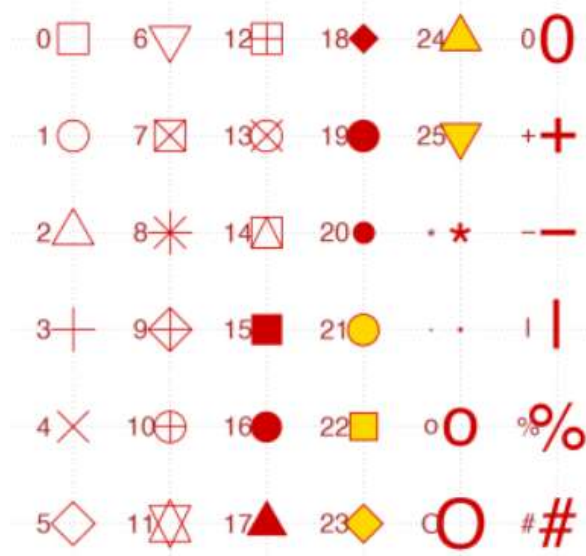 0 6 12 18 24 0 0
1 7 13 19 25 + +
2 8 14 20 * * - -
3 9 15 21 . . | |
4 10 16 22 o o % %
5 11 17 23 O O # #